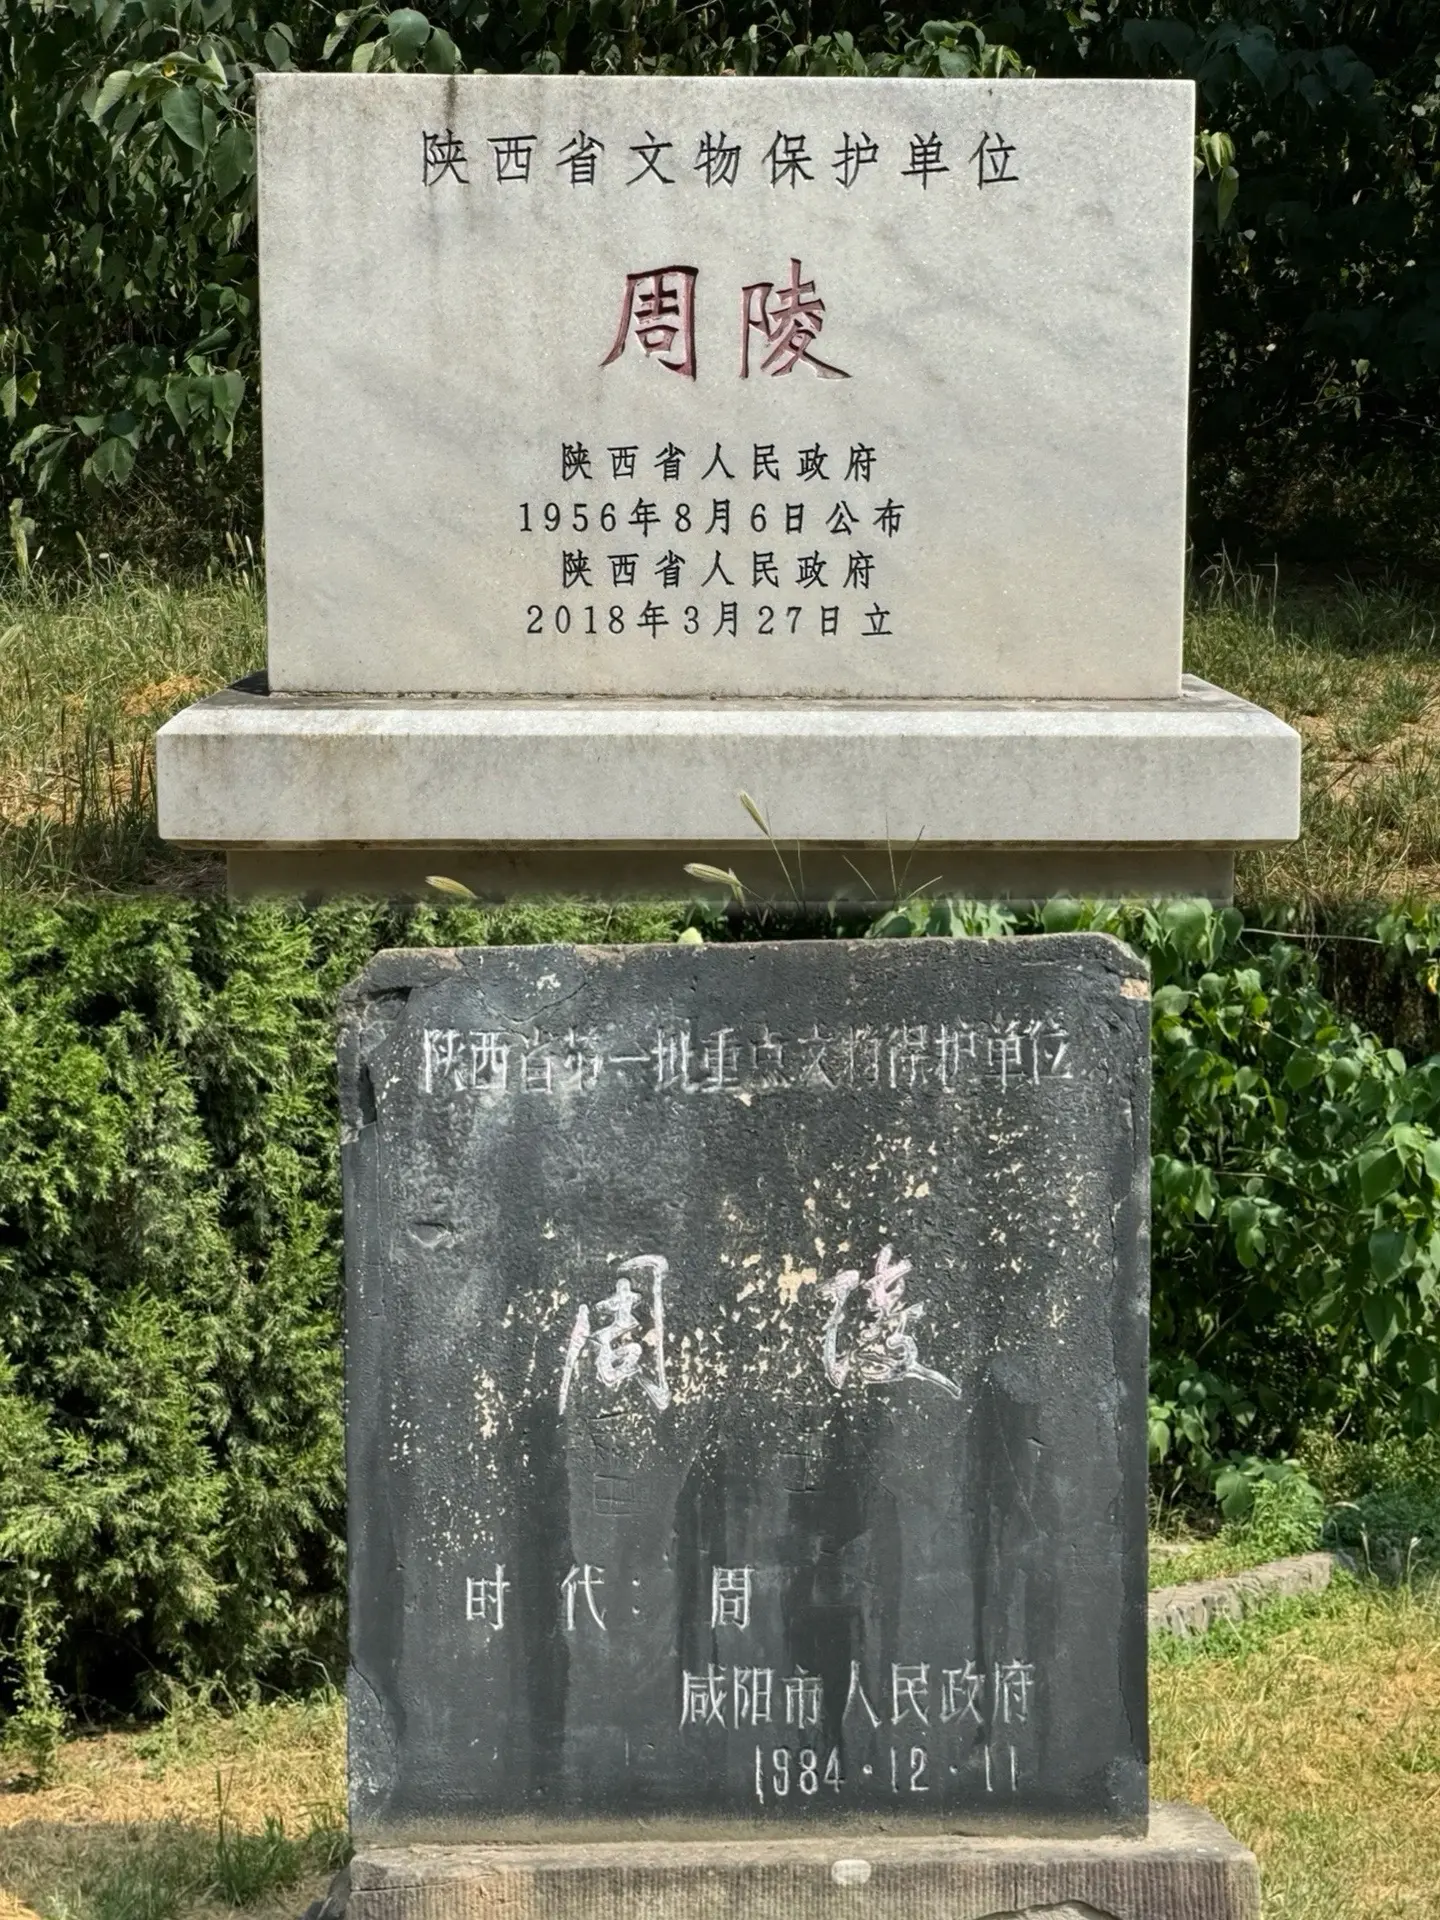 陕西省文物保护单位
周陵
陕西省人民政府
1956年8月6日公布
陕西省人民政府
2018年3月27日立
陕西省第一批重点文物保护单位
周陵
时代:周
咸阳市人民政府
1984·12·11